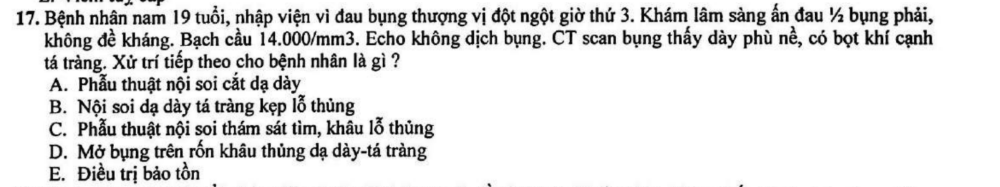 17. Bệnh nhân nam 19 tuổi, nhập viện vì đau bụng thượng vị đột ngột giờ thứ 3. Khám lâm sàng ấn đau ½ bụng phải,
không đề kháng. Bạch cầu 14.000/mm3. Echo không dịch bụng. CT scan bụng thấy dày phù nề, có bọt khí cạnh
tá tràng. Xử trí tiếp theo cho bệnh nhân là gì ?
A. Phẫu thuật nội soi cắt dạ dày
B. Nội soi dạ dày tá tràng kẹp lỗ thủng
C. Phẫu thuật nội soi thám sát tìm, khâu lỗ thủng
D. Mở bụng trên rốn khâu thủng dạ dày-tá tràng
E. Điều trị bảo tồn